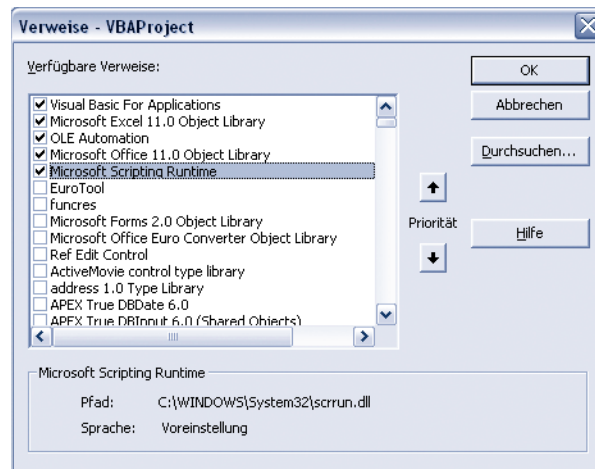 Verweise - VBAProject
Verfügbare Verweise:
OK
Abbrechen
Durchsuchen...
Visual Basic For Applications
Microsoft Excel 11.0 Object Library
OLE Automation
Microsoft Office 11.0 Object Library
Microsoft Scripting Runtime
EuroTool
funcres
Microsoft Forms 2.0 Object Library
Microsoft Office Euro Converter Object Library
Ref Edit Control
ActiveMovie control type library
address 1.0 Type Library
APEX True DBDate 6.0
APEX True DBInput 6.0 (Shared Objects)
Priorität
Hilfe
Microsoft Scripting Runtime
Pfad: C:\WINDOWS\System32\scrrun.dll
Sprache: Voreinstellung